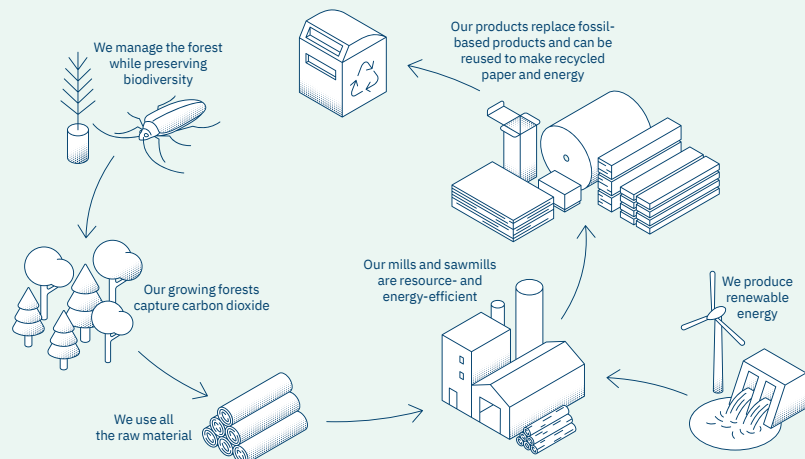 We manage the forest
while preserving
biodiversity
Our products replace fossil-
based products and can be
reused to make recycled
paper and energy
Our growing forests
capture carbon dioxide
Our mills and sawmills
are resource- and
energy-efficient
We produce
renewable
energy
We use all
the raw material